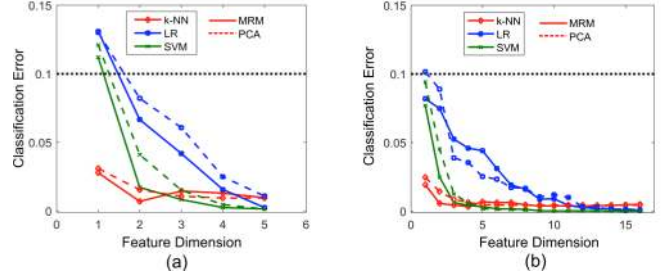 0.15
0.1
0.05
0
Classification Error
k-NN
LR
SVM
MRM
PCA
0 1 2 3 4 5 6
Feature Dimension
(a)
0.15
0.1
0.05
0
Classification Error
k-NN
LR
SVM
MRM
PCA
0 5 10 15
Feature Dimension
(b)